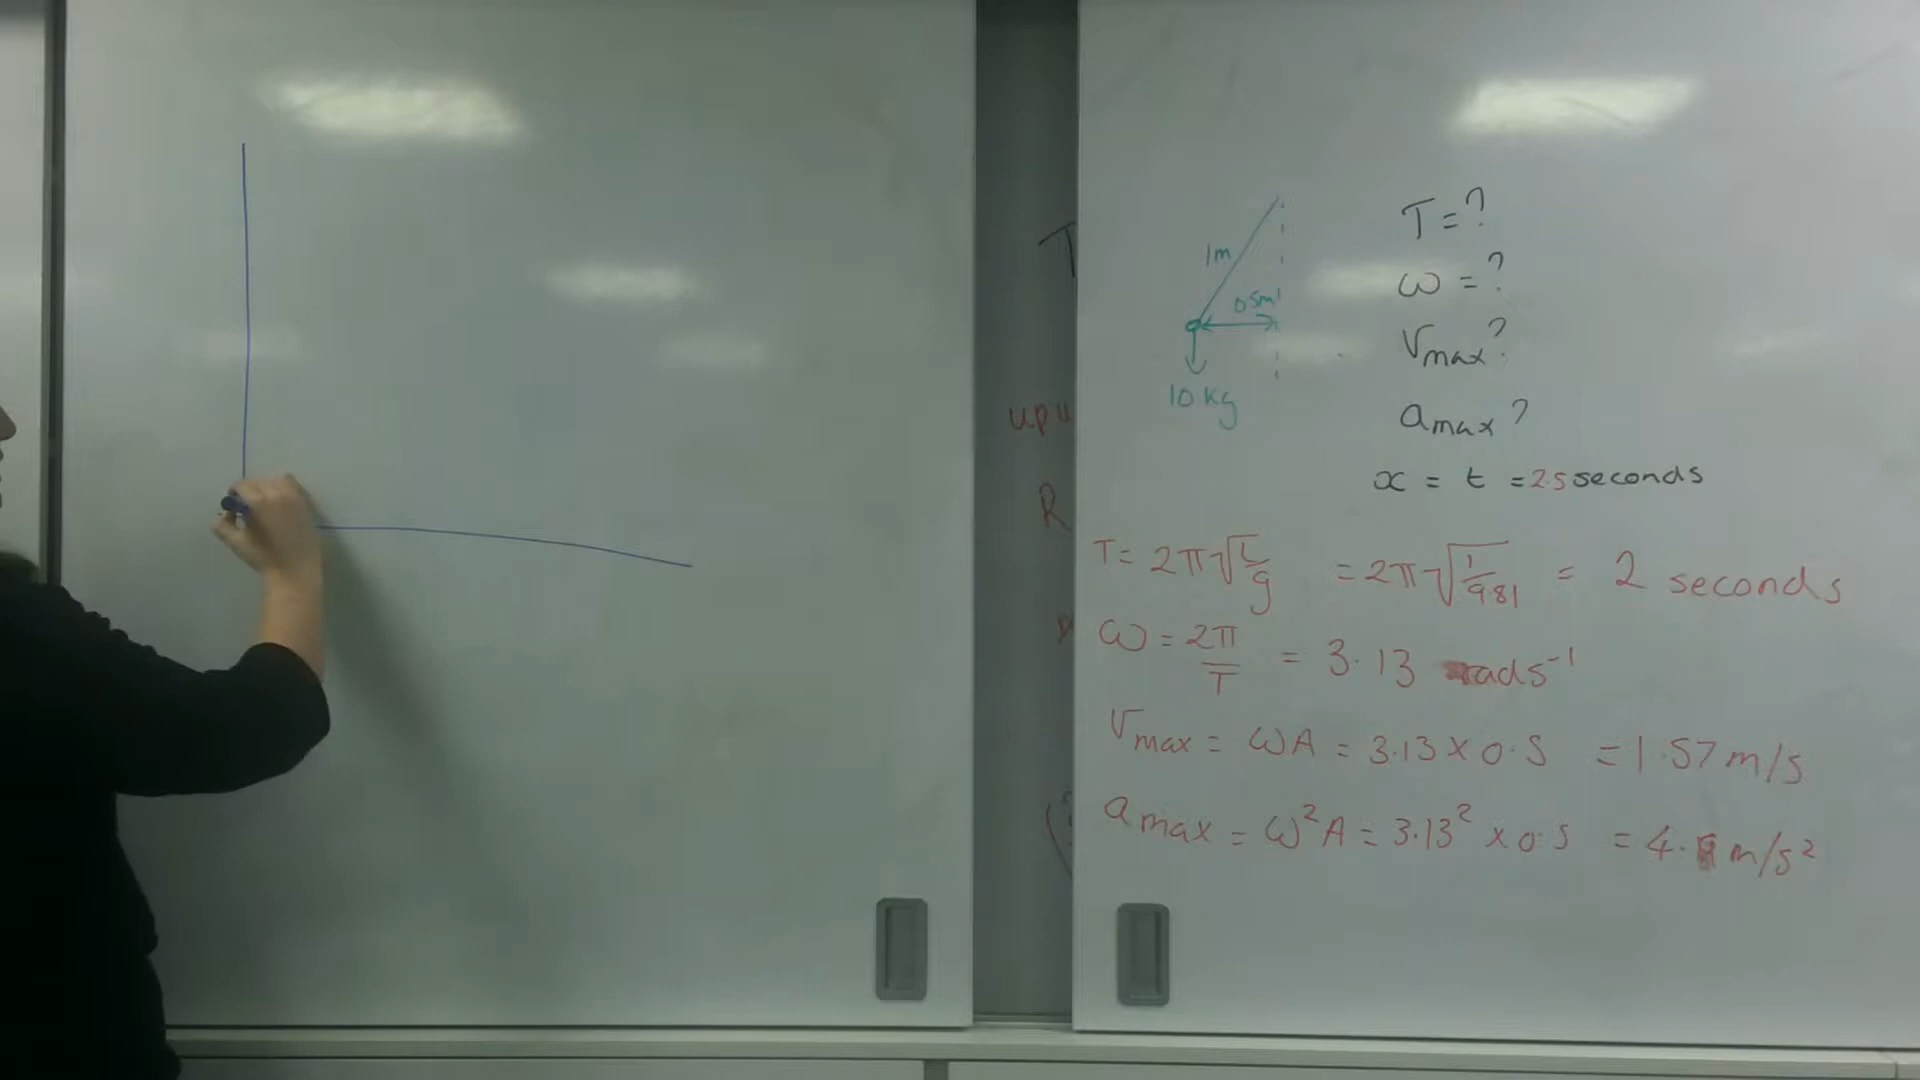 T = ?
1m
ω = ?
0.5m
Vmax?
10 kg
amax?
x = t = 2.5 seconds
T = 2π√L/g = 2π√1/9.81 = 2 seconds
ω = 2π/T = 3.13 rads⁻¹
Vmax = ωA = 3.13 × 0.5 = 1.57 m/s
amax = ω²A = 3.13² × 0.5 = 4.9 m/s²
T
upw
R